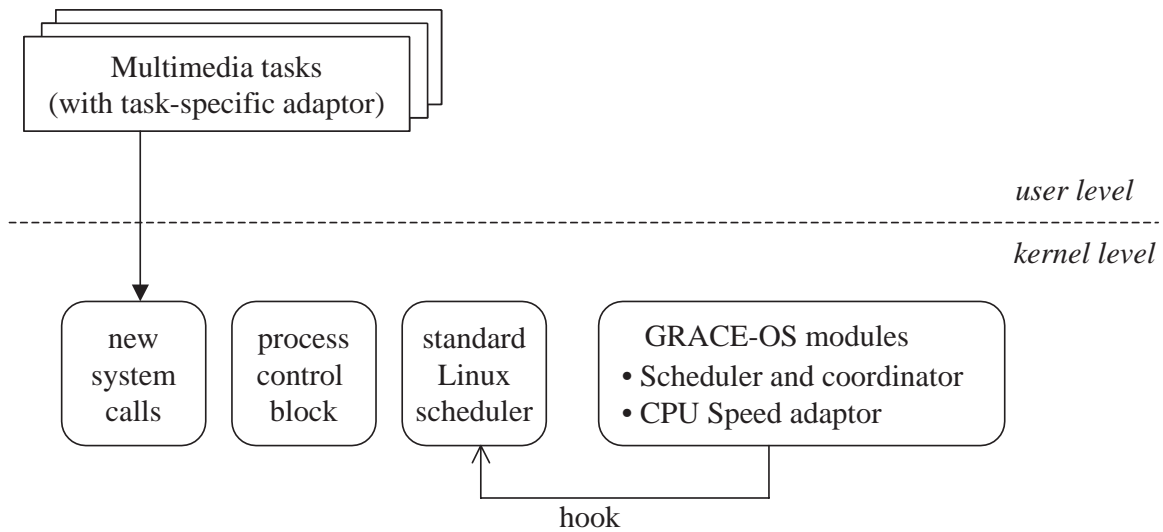 Multimedia tasks
(with task-specific adaptor)
user level
kernel level
new
system
calls
process
control
block
standard
Linux
scheduler
GRACE-OS modules
• Scheduler and coordinator
• CPU Speed adaptor
hook